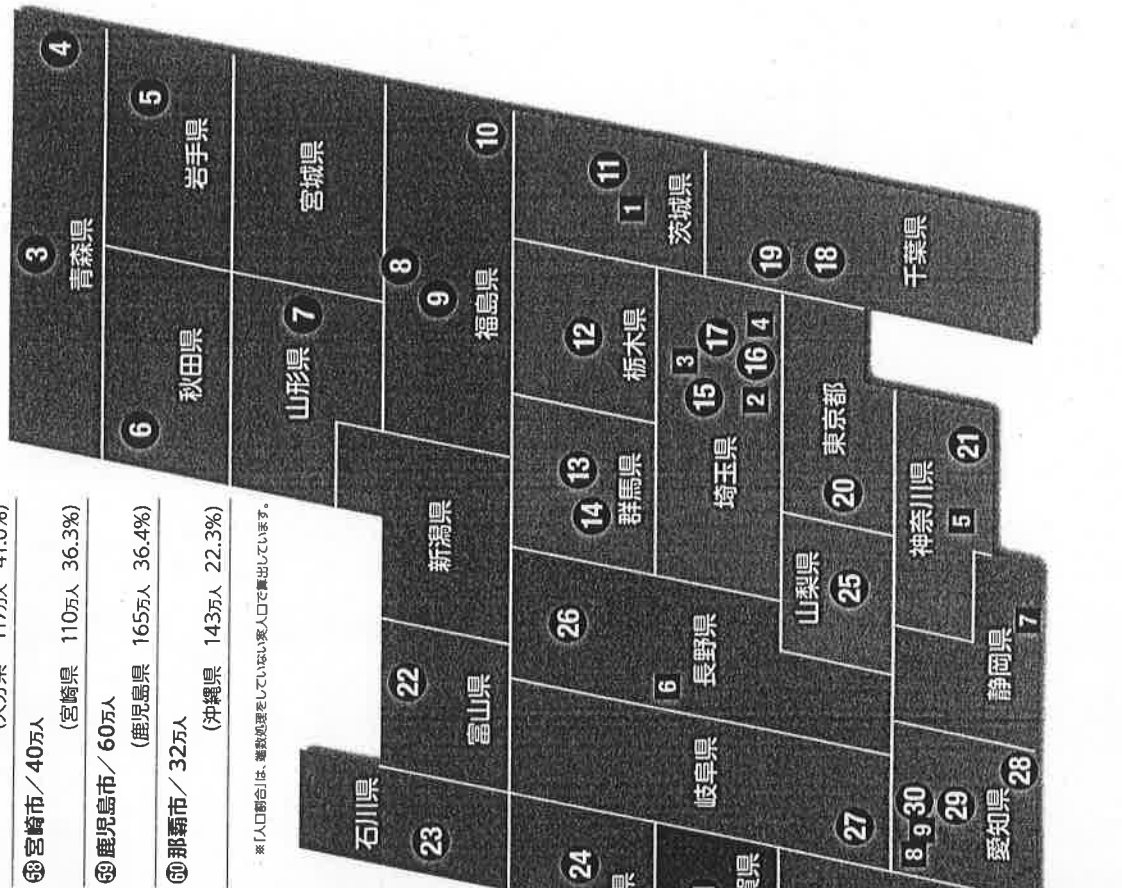 (大分県 117万人 41.0%)
68 宮崎市/40万人
(宮崎県 110万人 36.3%)
69 鹿児島市/60万人
(鹿児島県 165万人 36.4%)
60 那覇市/32万人
(沖縄県 143万人 22.3%)
※「人口割合」は、端数処理をしていない実人口で算出しています。
3
4
青森県
5
岩手県
6
秋田県
宮城県
山形県
7
8
9
10
福島県
11
1
茨城県
12
栃木県
13
14
群馬県
新潟県
22
富山県
石川県
23
24
県
26
6
長野県
岐阜県
27
15
3
17
2
16
4
埼玉県
19
18
千葉県
20
東京都
25
山梨県
神奈川県
5
21
静岡県
7
8
9
30
29
28
愛知県
賀県